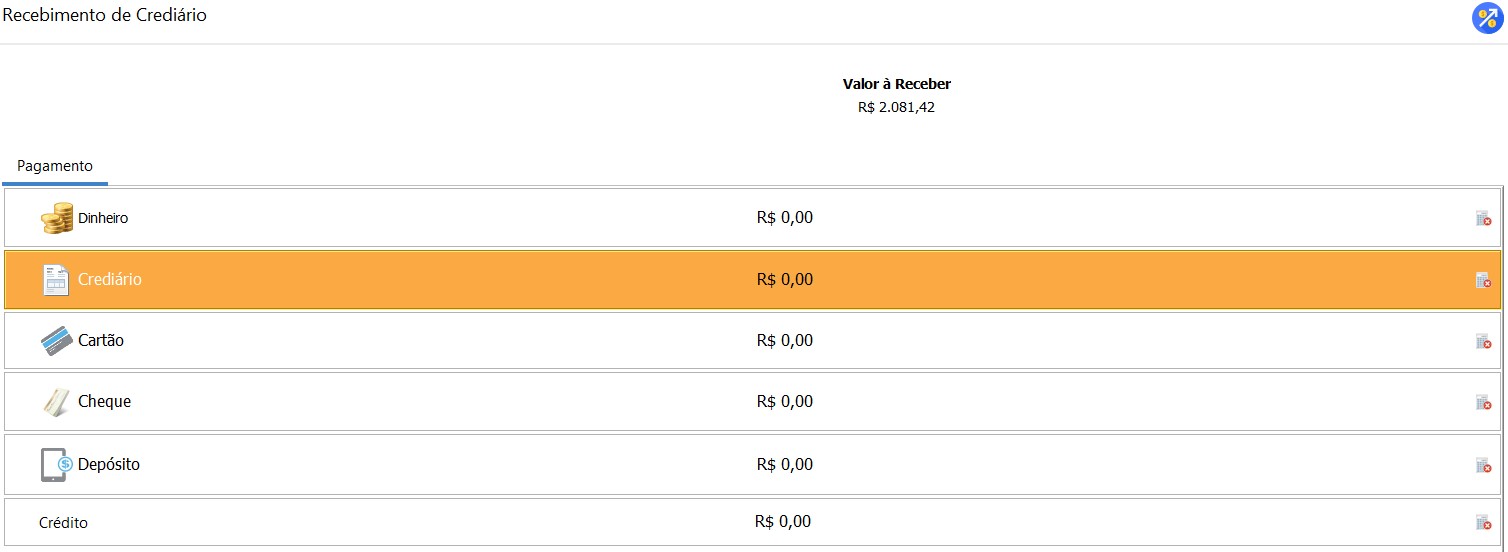 Recebimento de Crediário
Valor à Receber
R$ 2.081,42
Pagamento
Dinheiro R$ 0,00
Crediário R$ 0,00
Cartão R$ 0,00
Cheque R$ 0,00
Depósito R$ 0,00
Crédito R$ 0,00